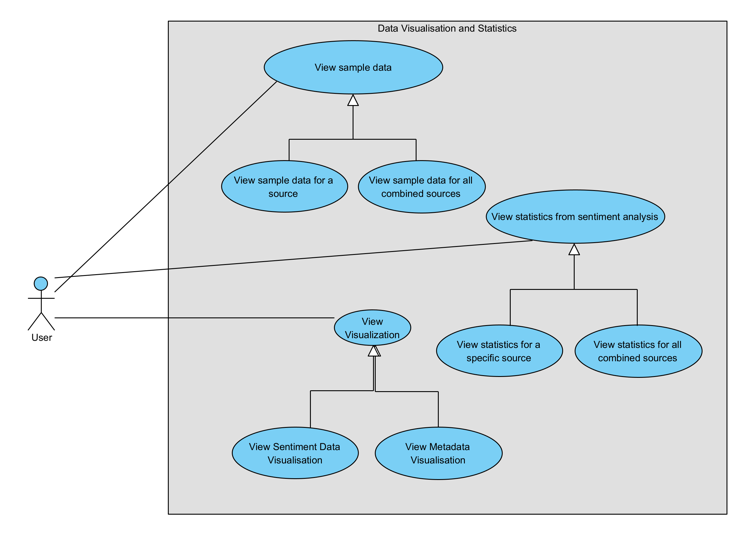 Data Visualisation and Statistics
View sample data
View sample data for a
source
View sample data for all
combined sources
View statistics from sentiment analysis
User
View
Visualization
View statistics for a
specific source
View statistics for all
combined sources
View Sentiment Data
Visualisation
View Metadata
Visualisation